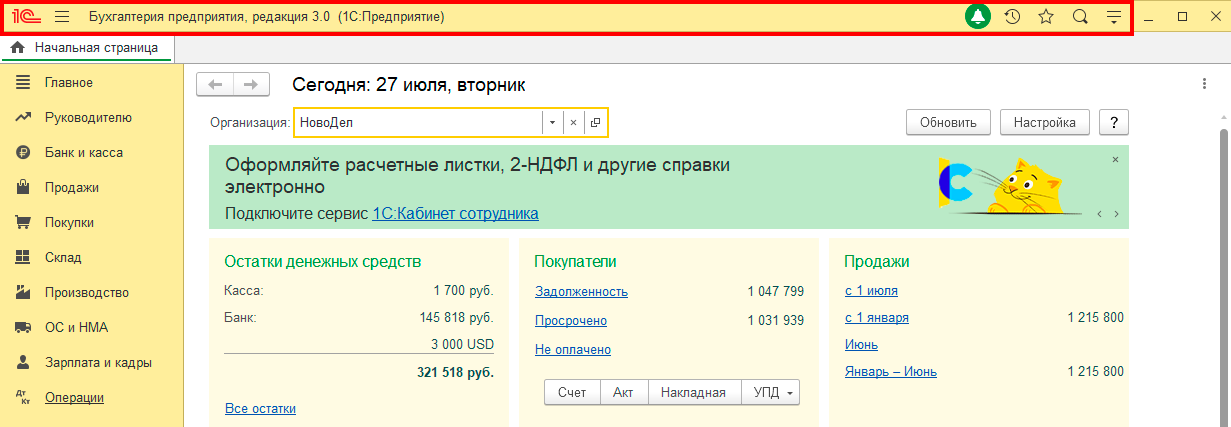 1С Бухгалтерия предприятия, редакция 3.0 (1С:Предприятие)
Начальная страница
Главное
Руководителю
Банк и касса
Продажи
Покупки
Склад
Производство
ОС и НМА
Зарплата и кадры
Дт Кт Операции
Сегодня: 27 июля, вторник
Организация: НовоДел
Обновить Настройка ?
Оформляйте расчетные листки, 2-НДФЛ и другие справки
электронно
Подключите сервис 1С:Кабинет сотрудника
Остатки денежных средств
Касса: 1 700 руб.
Банк: 145 818 руб.
3 000 USD
321 518 руб.
Все остатки
Покупатели
Задолженность 1 047 799
Просрочено 1 031 939
Не оплачено
Счет Акт Накладная УПД
Продажи
с 1 июля
с 1 января 1 215 800
Июнь
Январь – Июнь 1 215 800